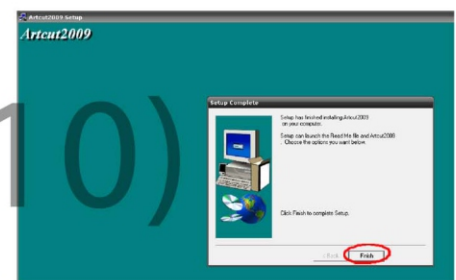 Artcut2009 Setup
Artcut2009
10)
Setup Complete
Setup has finished installing Artcut2009
on your computer.
Setup can launch the Read Me file and Artcut2009
. Choose the options you want below.
Click Finish to complete Setup.
< Back
Finish